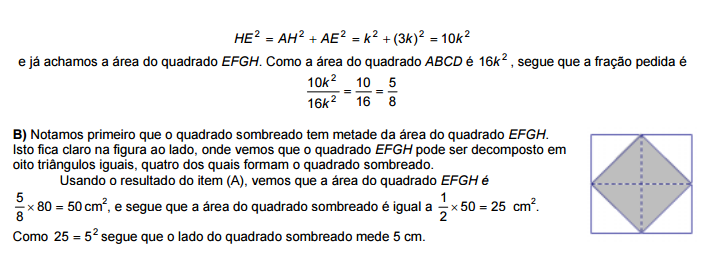 HE² = AH² + AE² = k² + (3k)² = 10k²
e já achamos a área do quadrado EFGH. Como a área do quadrado ABCD é 16k² , segue que a fração pedida é
10k²/16k² = 10/16 = 5/8
B) Notamos primeiro que o quadrado sombreado tem metade da área do quadrado EFGH.
Isto fica claro na figura ao lado, onde vemos que o quadrado EFGH pode ser decomposto em
oito triângulos iguais, quatro dos quais formam o quadrado sombreado.
Usando o resultado do item (A), vemos que a área do quadrado EFGH é
5/8 × 80 = 50 cm², e segue que a área do quadrado sombreado é igual a 1/2 × 50 = 25 cm².
Como 25 = 5² segue que o lado do quadrado sombreado mede 5 cm.